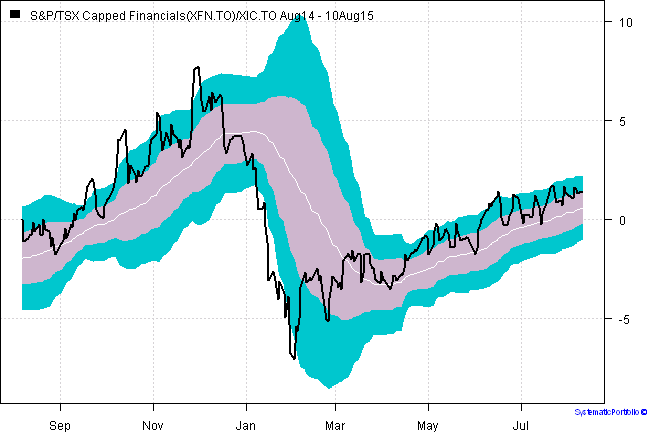 S&P/TSX Capped Financials(XFN.TO)/XIC.TO Aug14 - 10Aug15
10
5
0
-5
Sep Nov Jan Mar May Jul
SystematicPortfolio ©